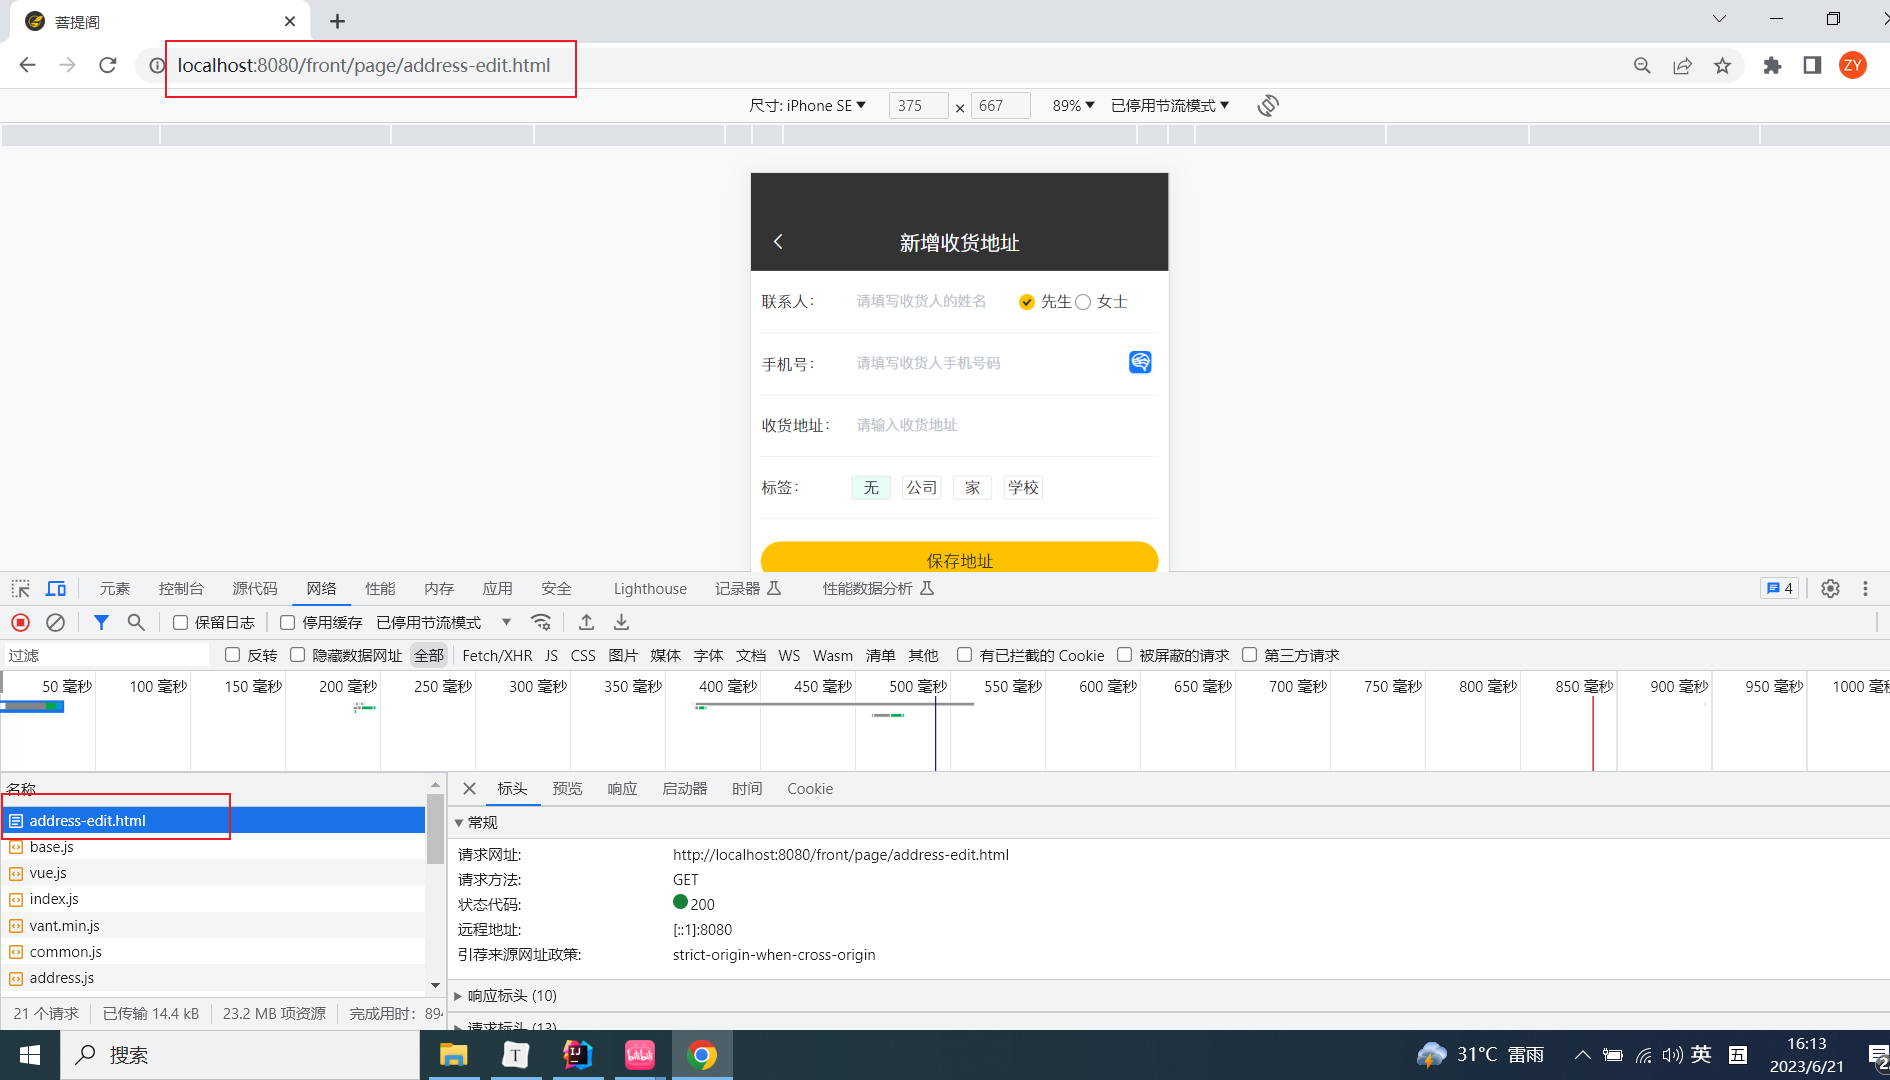 菩提阁
localhost:8080/front/page/address-edit.html
ZY
尺寸: iPhone SE 375 × 667 89% 已停用节流模式
新增收货地址
联系人: 请填写收货人的姓名 先生 女士
手机号: 请填写收货人手机号码
收货地址: 请输入收货地址
标签: 无 公司 家 学校
保存地址
元素 控制台 源代码 网络 性能 内存 应用 安全 Lighthouse 记录器 性能数据分析 4
保留日志 停用缓存 已停用节流模式
过滤 反转 隐藏数据网址 全部 Fetch/XHR JS CSS 图片 媒体 字体 文档 WS Wasm 清单 其他 有已拦截的 Cookie 被屏蔽的请求 第三方请求
50 毫秒 100 毫秒 150 毫秒 200 毫秒 250 毫秒 300 毫秒 350 毫秒 400 毫秒 450 毫秒 500 毫秒 550 毫秒 600 毫秒 650 毫秒 700 毫秒 750 毫秒 800 毫秒 850 毫秒 900 毫秒 950 毫秒 1000 毫秒
名称
address-edit.html
base.js
vue.js
index.js
vant.min.js
common.js
address.js
21 个请求 已传输 14.4 kB 23.2 MB 项资源 完成用时: 89
标头 预览 响应 启动器 时间 Cookie
常规
请求网址: http://localhost:8080/front/page/address-edit.html
请求方法: GET
状态代码: 200
远程地址: [::1]:8080
引荐来源网址政策: strict-origin-when-cross-origin
响应标头 (10)
请求标头 (13)
搜索
T
IJ
bilibili
31°C 雷雨
英
五
16:13
2023/6/21
2